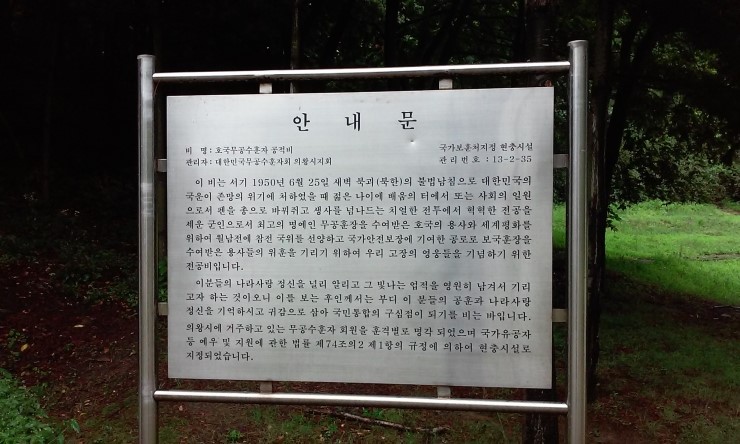 안 내 문
비 명 : 호국무공수훈자 공적비
국가보훈처지정 현충시설
관리자 : 대한민국무공수훈자회 의왕시지회
관 리 번 호 : 13-2-35
이 비는 서기 1950년 6월 25일 새벽 북괴(북한)의 불법남침으로 대한민국의
국운이 존망의 위기에 처하였을 때 젊은 나이에 배움의 터에서 또는 사회의 일원
으로서 펜을 총으로 바꿔쥐고 생사를 넘나드는 치열한 전투에서 혁혁한 전공을
세운 군인으로서 최고의 명예인 무공훈장을 수여받은 호국의 용사와 세계평화를
위하여 월남전에 참전 국위를 선양하고 국가안전보장에 기여한 공로로 보국훈장을
수여받은 용사들의 위훈을 기리기 위하여 우리 고장의 영웅들을 기념하기 위한
전공비입니다.
이분들의 나라사랑 정신을 널리 알리고 그 빛나는 업적을 영원히 남겨서 기리
고자 하는 것이오니 이를 보는 후인께서는 부디 이 분들의 공훈과 나라사랑
정신을 기억하시고 귀감으로 삼아 국민통합의 구심점이 되기를 비는 바입니다.
의왕시에 거주하고 있는 무공수훈자 회원을 훈격별로 명각 되었으며 국가유공자
등 예우 및 지원에 관한 법률 제74조의2 제1항의 규정에 의하여 현충시설로
지정되었습니다.